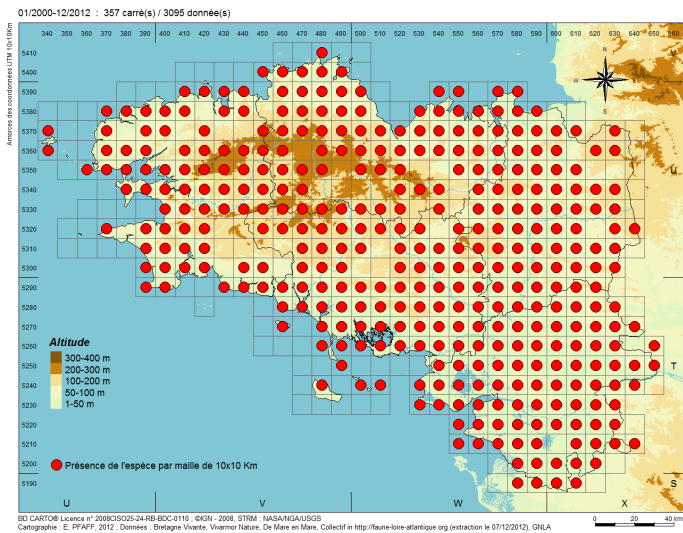 01/2000-12/2012 : 357 carré(s) / 3095 donnée(s)
340 350 360 370 380 390 400 410 420 430 440 450 460 470 480 490 500 510 520 530 540 550 560 570 580 590 600 610 620 630 640 650 660
Amorces des coordonnées UTM 10x10Km
5410
5400
5390
5380
5370
5360
5350
5340
5330
5320
5310
5300
5290
5280
5270
5260
5250
5240
5230
5220
5210
5200
5190
N
W E
S
V
U
T
S
Altitude
300-400 m
200-300 m
100-200 m
50-100 m
1-50 m
Présence de l'espèce par maille de 10x10 Km
U V W X
BD CARTO® Licence n° 2008CISO25-24-RB-BDC-0110 ; ©IGN - 2008, STRM ; NASA/NGA/USGS
0 20 40 km
Cartographie : E. PFAFF, 2012 ; Données : Bretagne Vivante, Vivarmor Nature, De Mare en Mare, Collectif in http://faune-loire-atlantique.org (extraction le 07/12/2012), GNLA